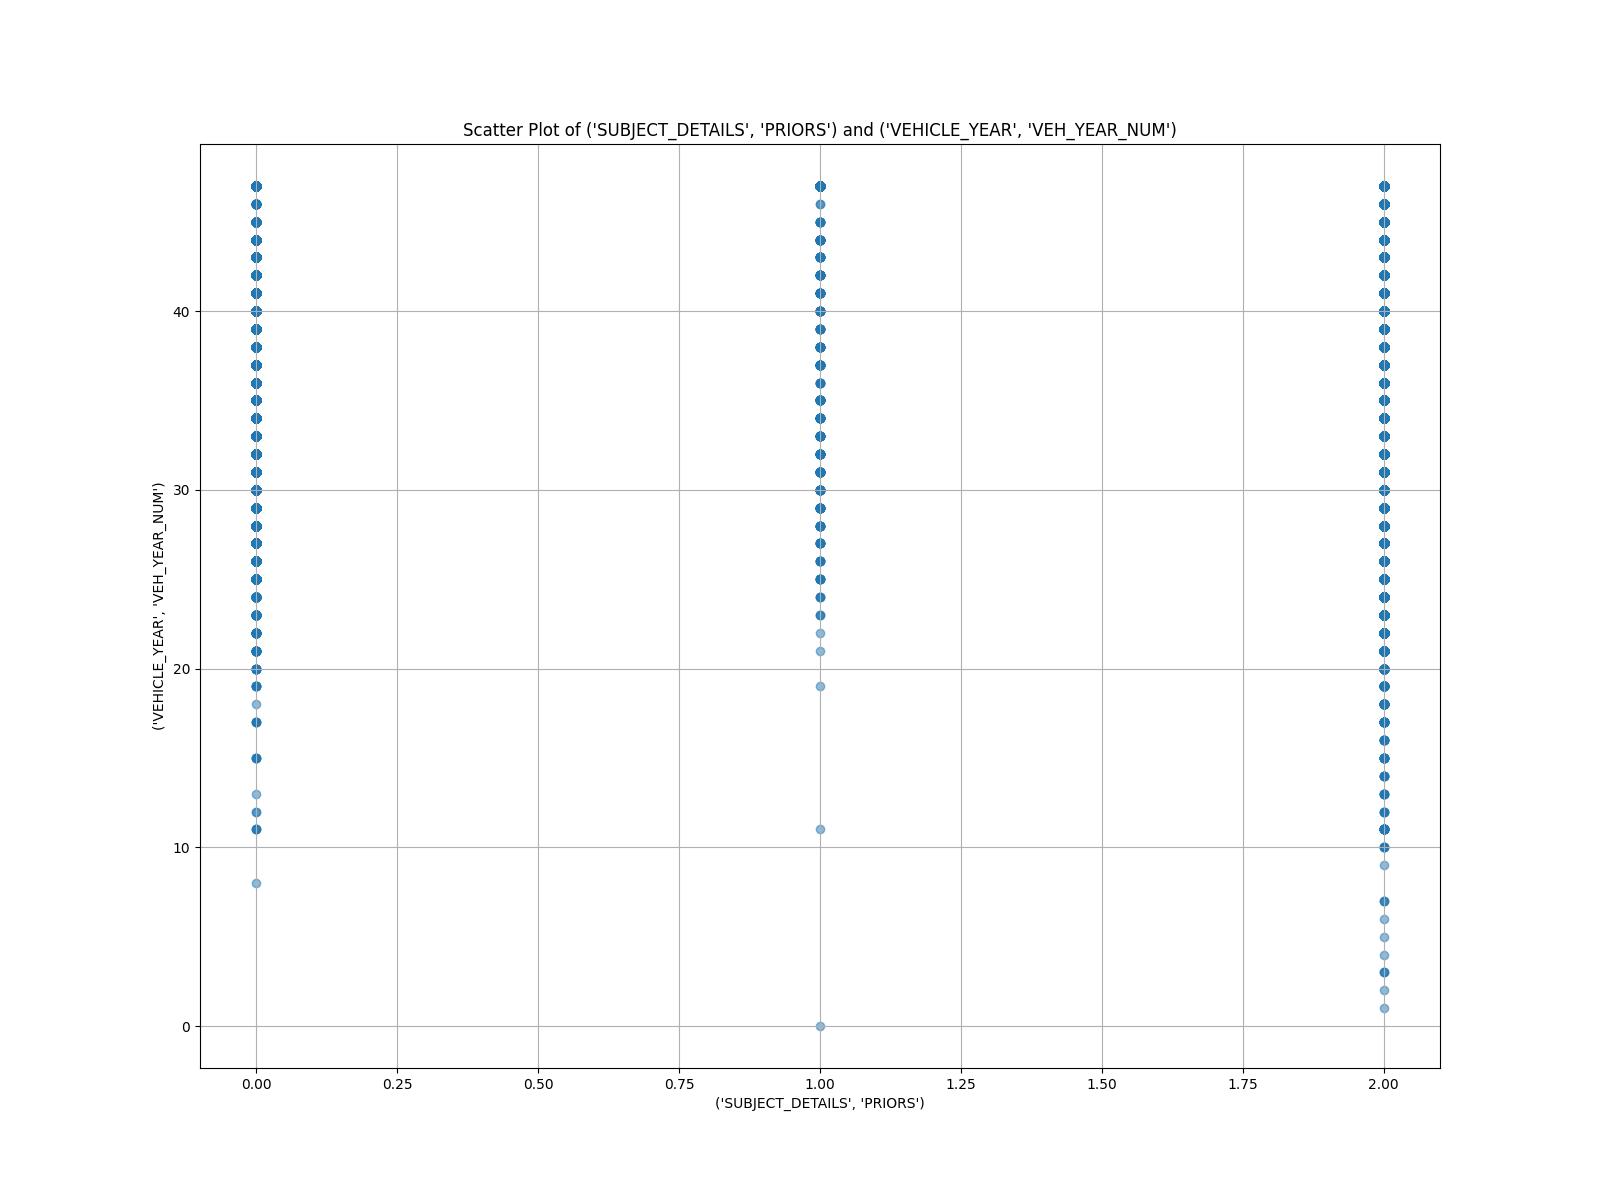 Scatter Plot of ('SUBJECT_DETAILS', 'PRIORS') and ('VEHICLE_YEAR', 'VEH_YEAR_NUM')
('VEHICLE_YEAR', 'VEH_YEAR_NUM')
40
30
20
10
0
0.00 0.25 0.50 0.75 1.00 1.25 1.50 1.75 2.00
('SUBJECT_DETAILS', 'PRIORS')